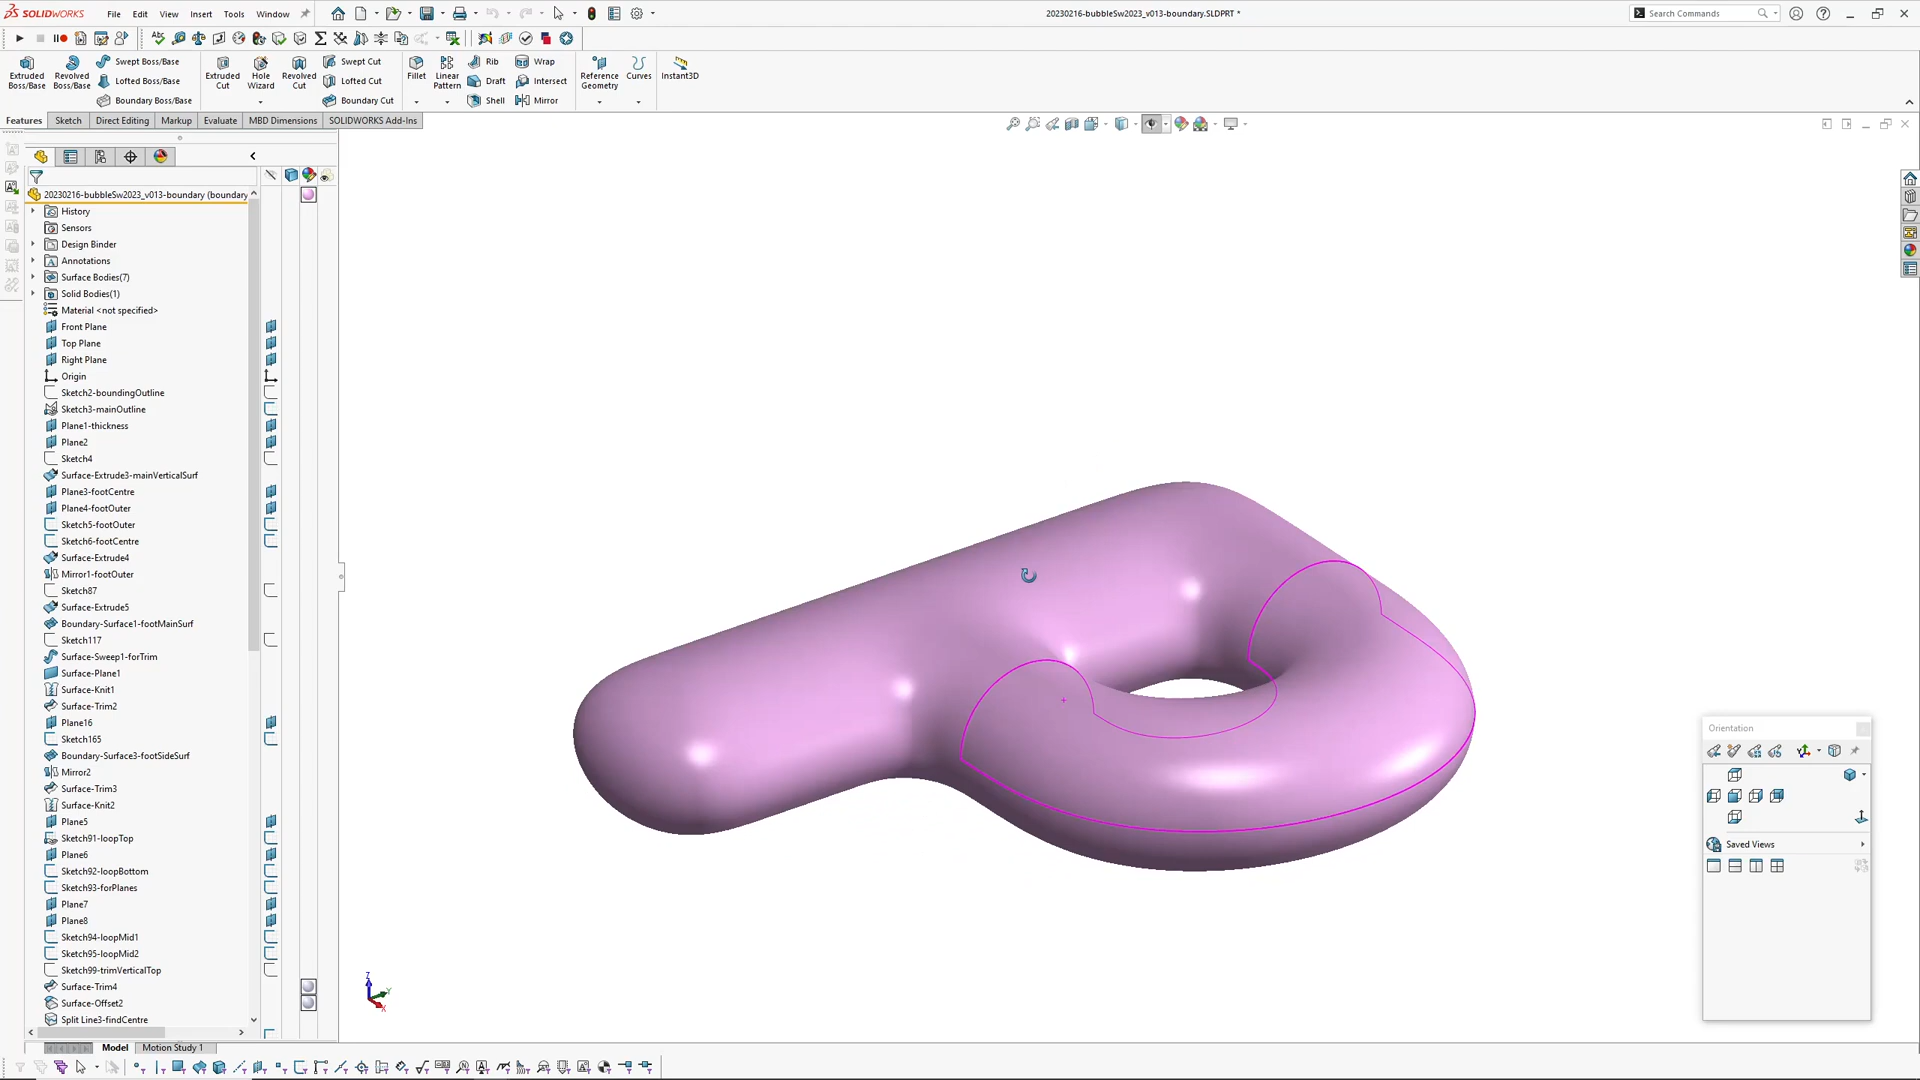 SOLIDWORKS File Edit View Insert Tools Window 20230216-bubbleSw2023_v013-boundary.SLDPRT * Search Commands
Extruded Boss/Base Revolved Boss/Base Swept Boss/Base Lofted Boss/Base Boundary Boss/Base Extruded Cut Hole Wizard Revolved Cut Swept Cut Lofted Cut Boundary Cut Fillet Linear Pattern Rib Draft Shell Wrap Intersect Mirror Reference Geometry Curves Instant3D
Features Sketch Direct Editing Markup Evaluate MBD Dimensions SOLIDWORKS Add-Ins
20230216-bubbleSw2023_v013-boundary (boundary
History
Sensors
Design Binder
Annotations
Surface Bodies(7)
Solid Bodies(1)
Material <not specified>
Front Plane
Top Plane
Right Plane
Origin
Sketch2-boundingOutline
Sketch3-mainOutline
Plane1-thickness
Plane2
Sketch4
Surface-Extrude3-mainVerticalSurf
Plane3-footCentre
Plane4-footOuter
Sketch5-footOuter
Sketch6-footCentre
Surface-Extrude4
Mirror1-footOuter
Sketch87
Surface-Extrude5
Boundary-Surface1-footMainSurf
Sketch117
Surface-Sweep1-forTrim
Surface-Plane1
Surface-Knit1
Surface-Trim2
Plane16
Sketch165
Boundary-Surface3-footSideSurf
Mirror2
Surface-Trim3
Surface-Knit2
Plane5
Sketch91-loopTop
Plane6
Sketch92-loopBottom
Sketch93-forPlanes
Plane7
Plane8
Sketch94-loopMid1
Sketch95-loopMid2
Sketch99-trimVerticalTop
Surface-Trim4
Surface-Offset2
Split Line3-findCentre
Z
Y
X
Orientation
Saved Views
Model Motion Study 1